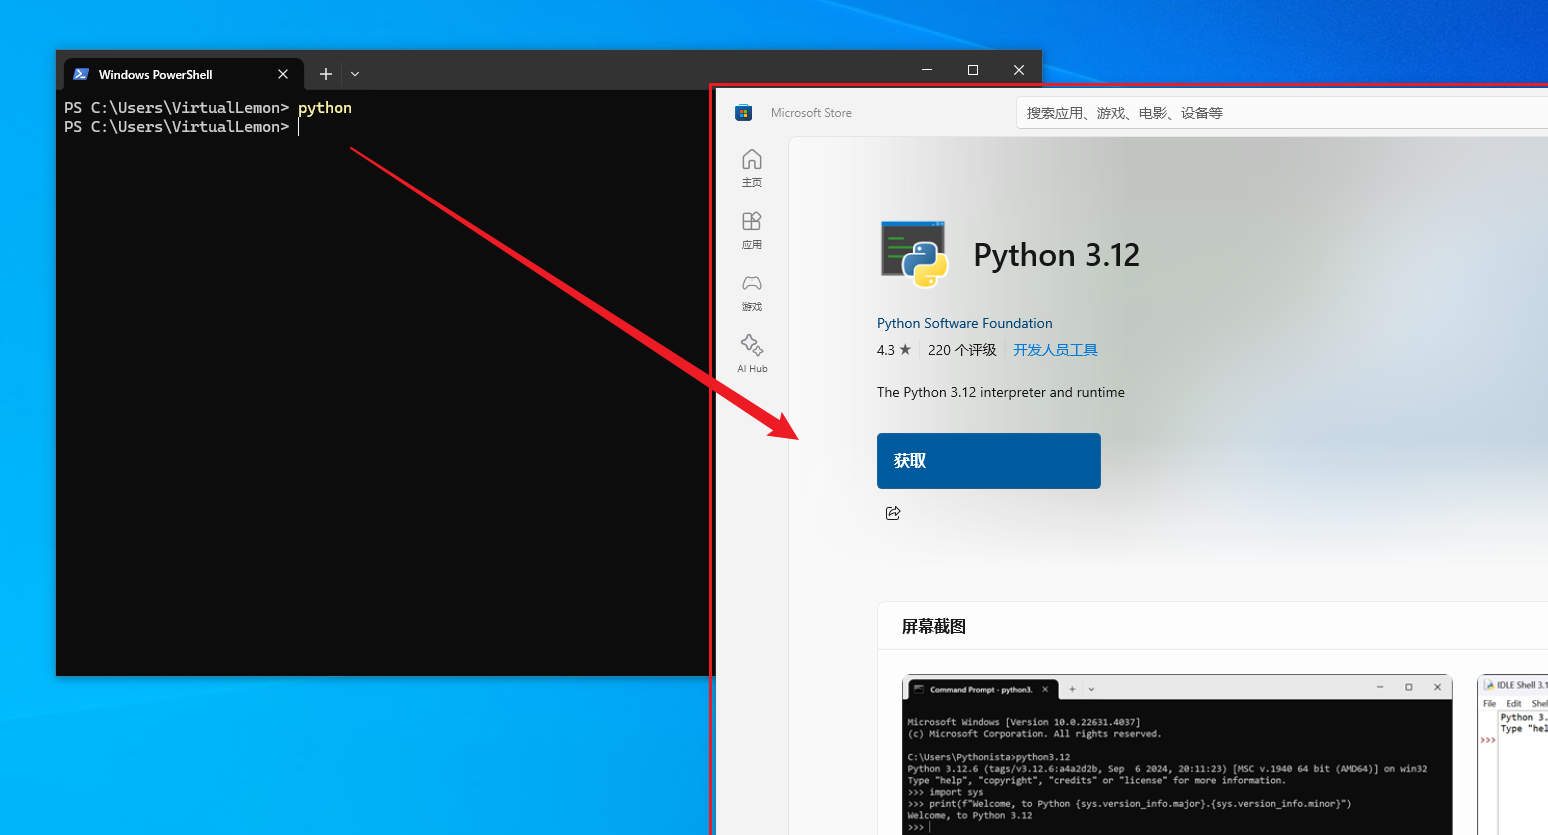 Windows PowerShell
PS C:\Users\VirtualLemon> python
PS C:\Users\VirtualLemon>
Microsoft Store
搜索应用、游戏、电影、设备等
主页
应用
游戏
AI Hub
Python 3.12
Python Software Foundation
4.3 ★ 220 个评级 开发人员工具
The Python 3.12 interpreter and runtime
获取
屏幕截图
Command Prompt - python3.
Microsoft Windows [Version 10.0.22631.4037]
(c) Microsoft Corporation. All rights reserved.
C:\Users\Pythonista>python3.12
Python 3.12.6 (tags/v3.12.6:a4a2d2b, Sep  6 2024, 20:11:23) [MSC v.1940 64 bit (AMD64)] on win32
Type "help", "copyright", "credits" or "license" for more information.
>>> import sys
>>> print(f"Welcome, to Python {sys.version_info.major}.{sys.version_info.minor}")
Welcome, to Python 3.12
>>>
IDLE Shell 3.1
File Edit Shel
Python 3.
Type "hel
>>>